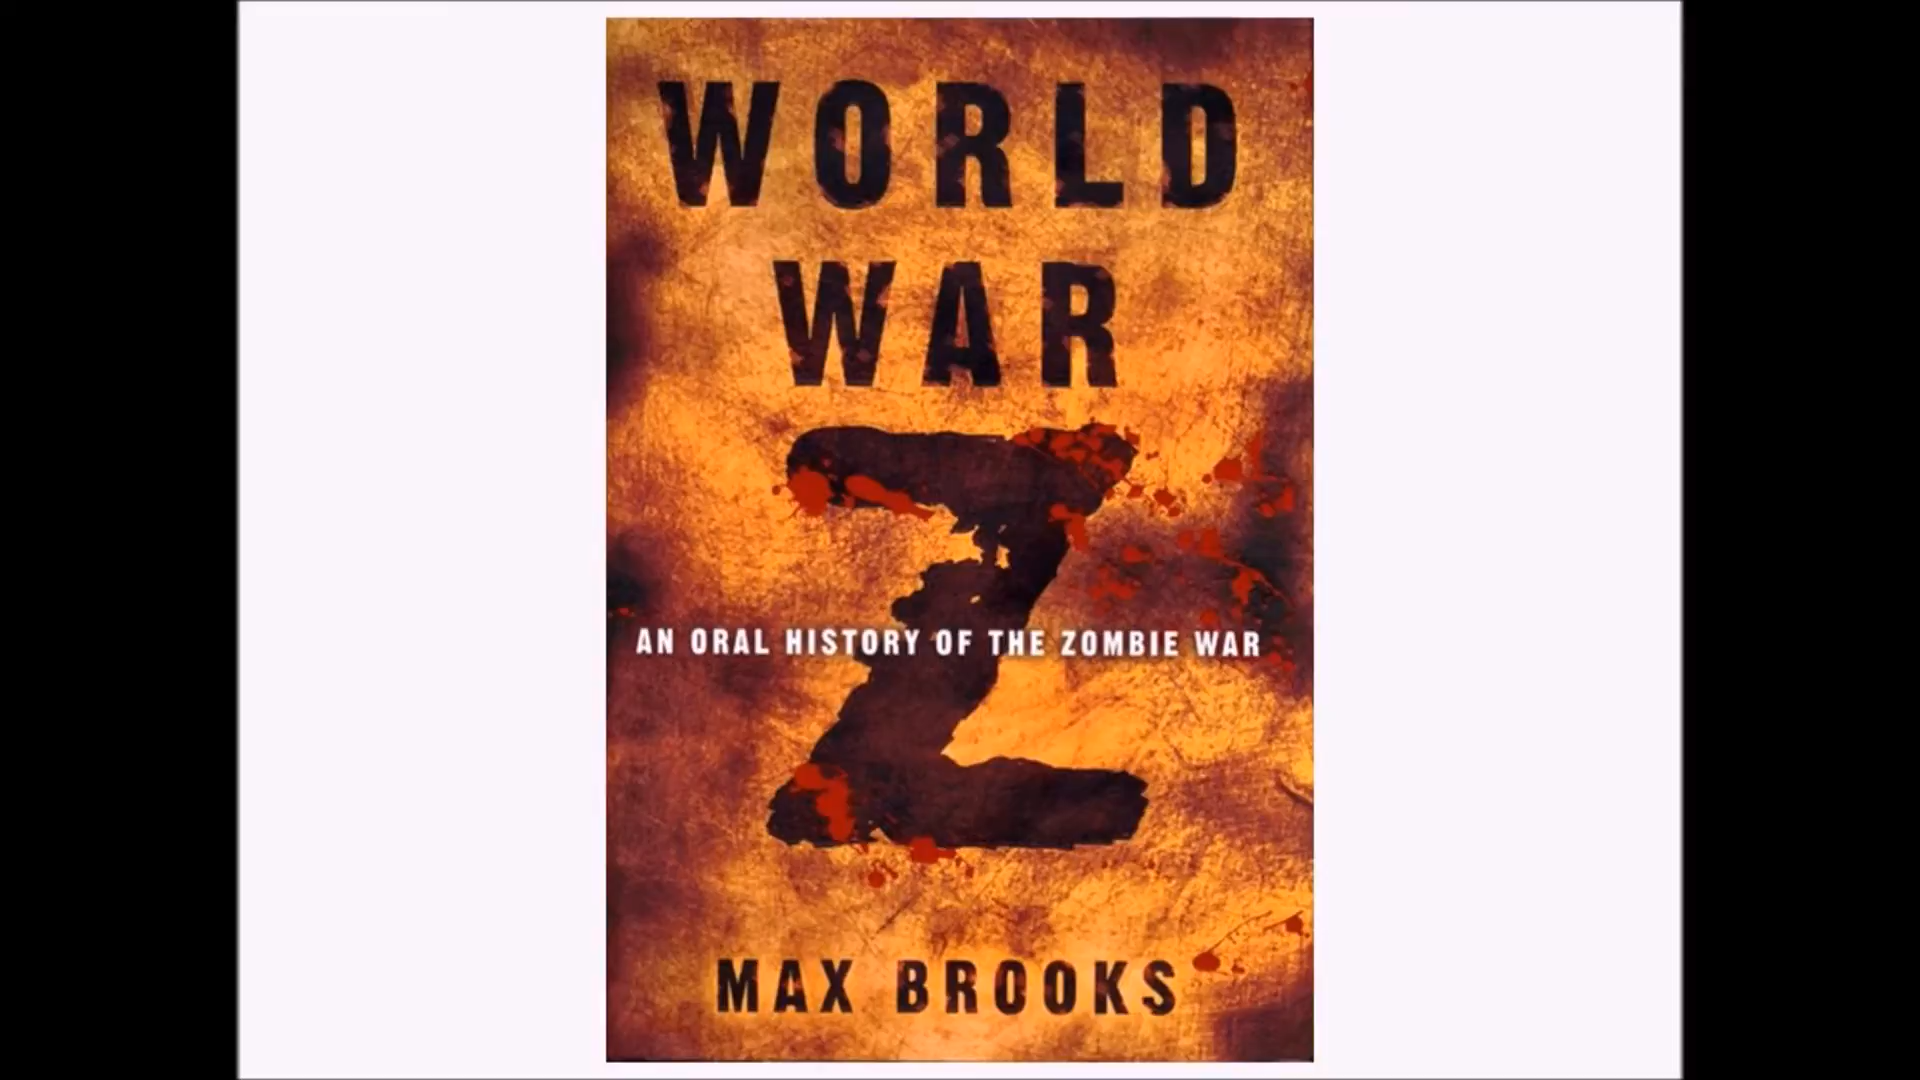 WORLD
WAR
Z
AN ORAL HISTORY OF THE ZOMBIE WAR
MAX BROOKS